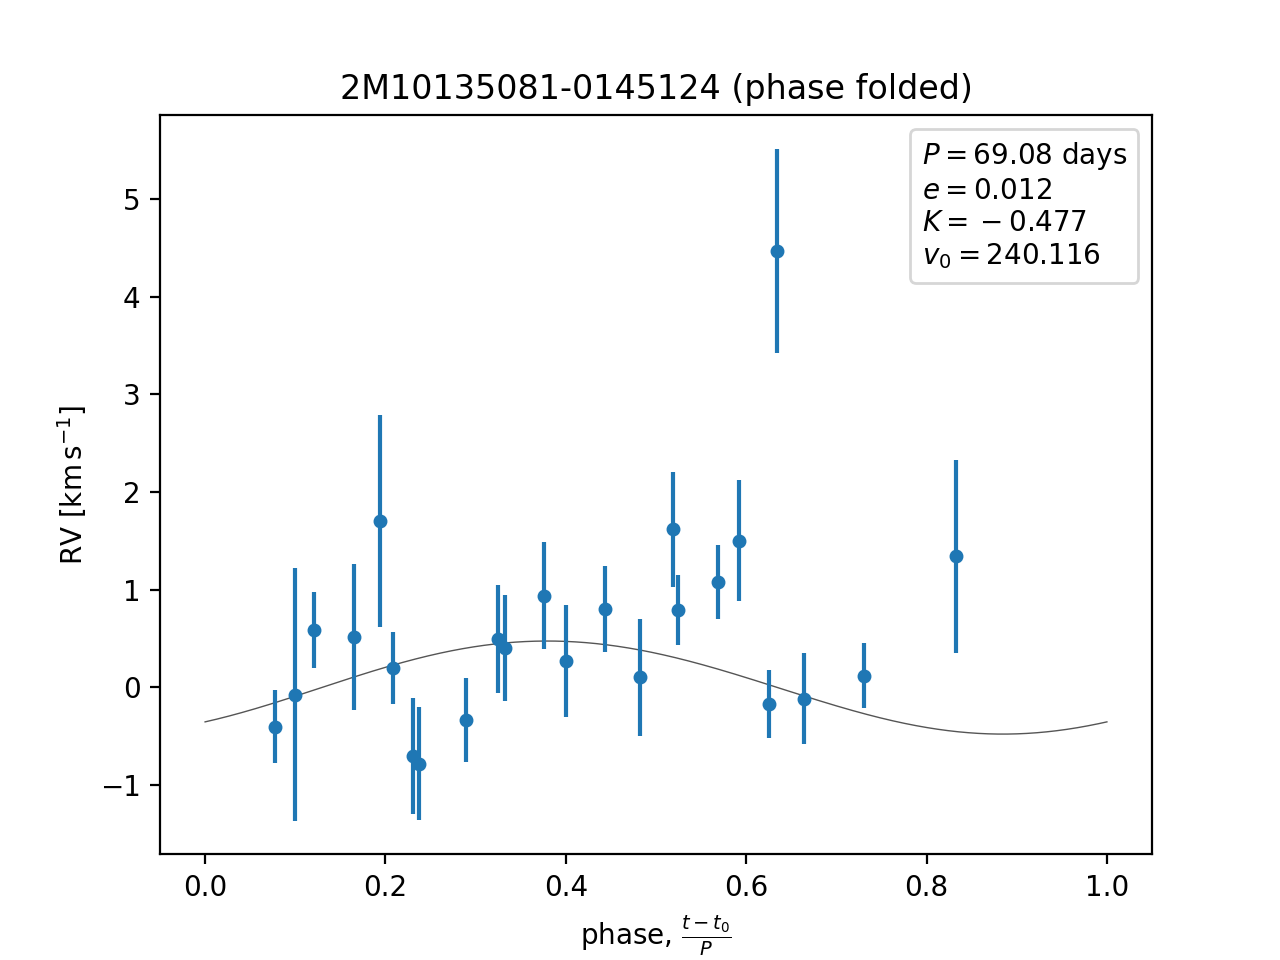 2M10135081-0145124 (phase folded)
P = 69.08 days
e = 0.012
K = −0.477
v₀ = 240.116
RV [km s⁻¹]
5
4
3
2
1
0
−1
0.0 0.2 0.4 0.6 0.8 1.0
phase, (t − t₀)/P